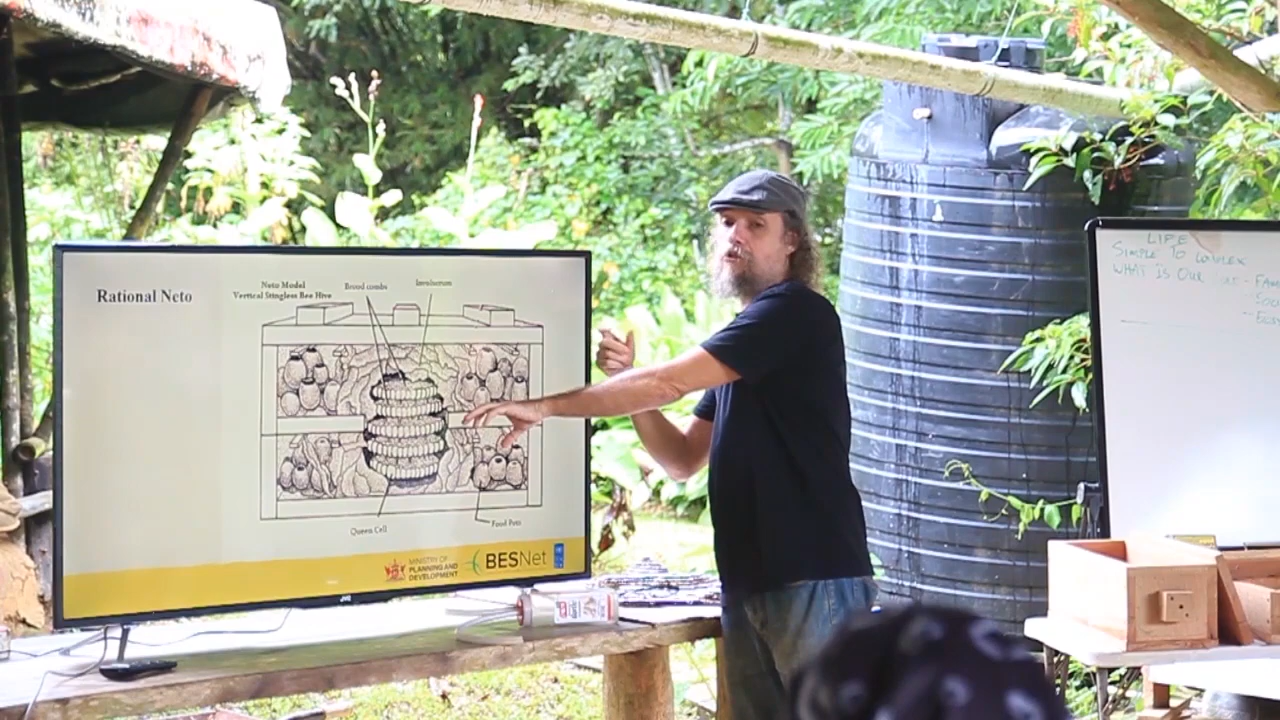 Rational Neto
Neto Model
Vertical Stingless Bee Hive
Brood combs
Involucrum
Queen Cell
Food Pots
MINISTRY OF
PLANNING AND
DEVELOPMENT
BESNet
JVC
LIFE
SIMPLE TO COMPLEX
WHAT IS OUR